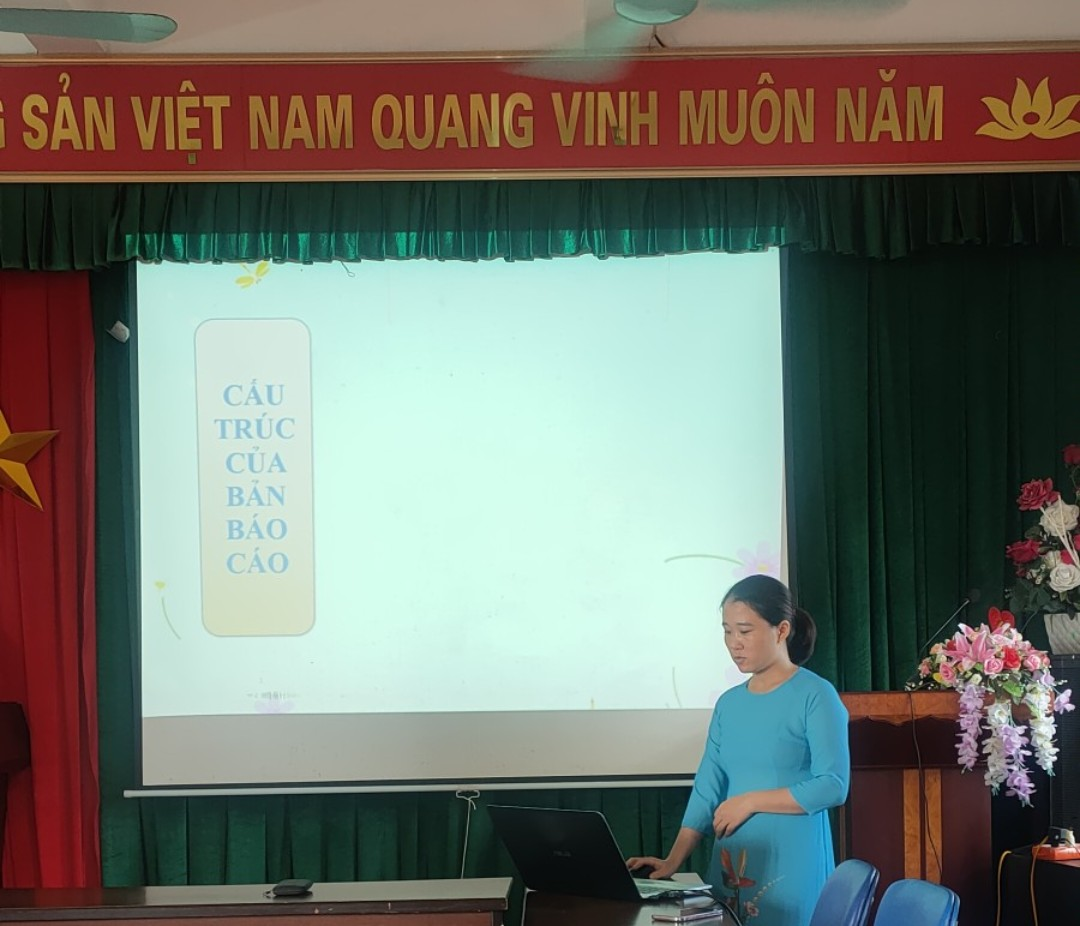 SẢN VIỆT NAM QUANG VINH MUÔN NĂM
CẤU
TRÚC
CỦA
BẢN
BÁO
CÁO